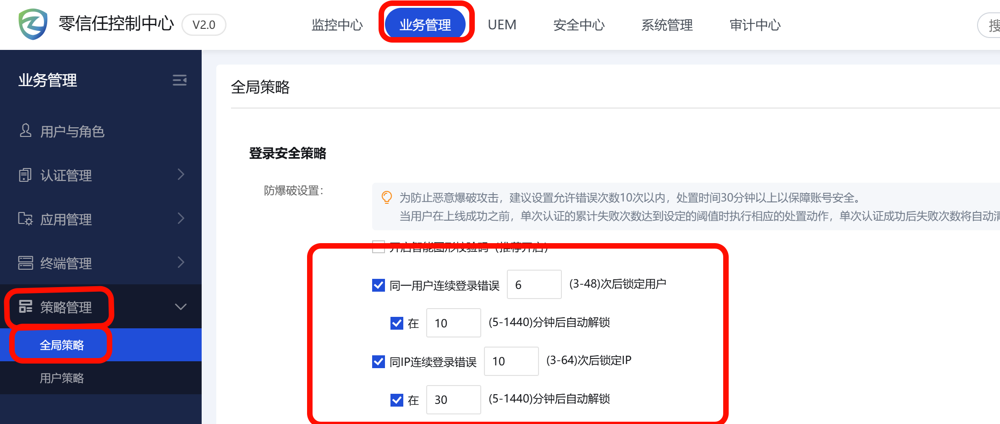 零信任控制中心 V2.0 监控中心 业务管理 UEM 安全中心 系统管理 审计中心 搜
业务管理
用户与角色
认证管理
应用管理
终端管理
策略管理
全局策略
用户策略
全局策略
登录安全策略
防爆破设置：
为防止恶意爆破攻击，建议设置允许错误次数10次以内，处置时间30分钟以上以保障账号安全。
当用户在上线成功之前，单次认证的累计失败次数达到设定的阈值时执行相应的处置动作，单次认证成功后失败次数将自动清
开启智能图形校验码（推荐开启）
同一用户连续登录错误 6 (3-48)次后锁定用户
在 10 (5-1440)分钟后自动解锁
同IP连续登录错误 10 (3-64)次后锁定IP
在 30 (5-1440)分钟后自动解锁